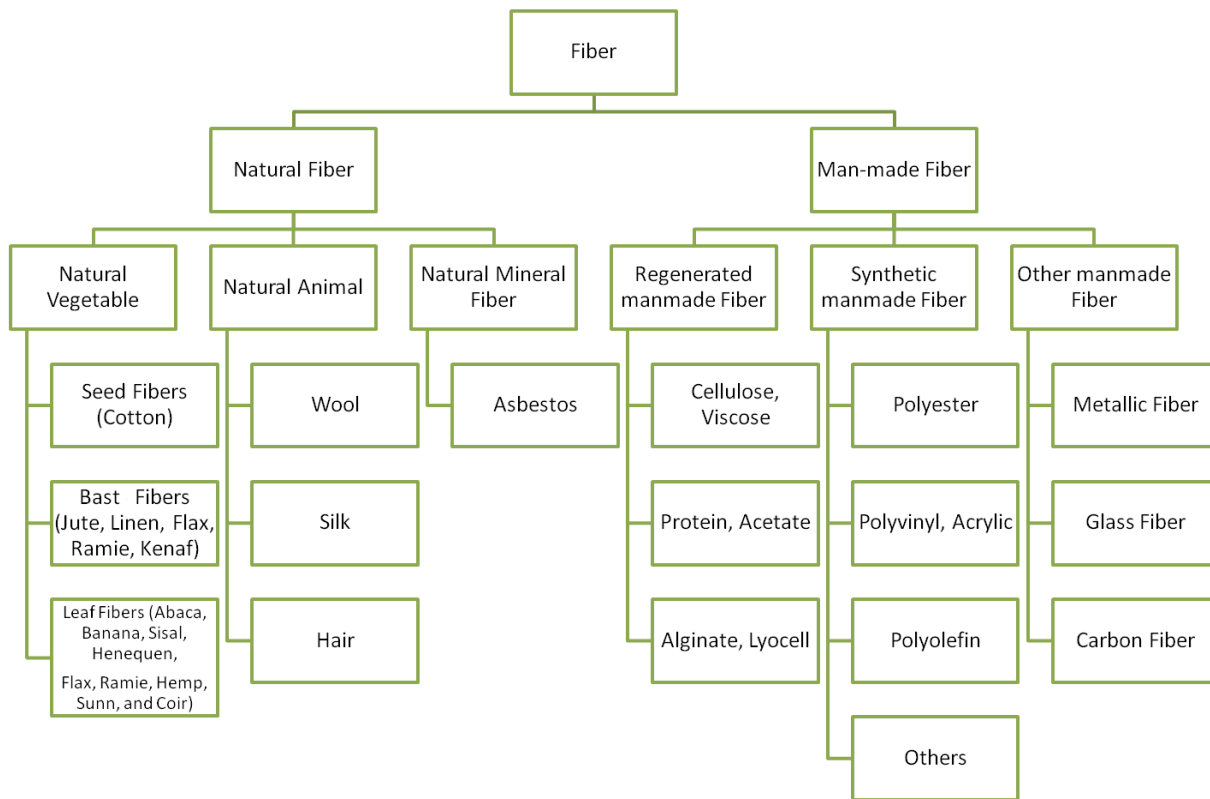 Fiber
Natural Fiber
Man-made Fiber
Natural
Vegetable
Natural Animal
Natural Mineral
Fiber
Regenerated
manmade Fiber
Synthetic
manmade Fiber
Other manmade
Fiber
Seed Fibers
(Cotton)
Wool
Asbestos
Cellulose,
Viscose
Polyester
Metallic Fiber
Bast Fibers
(Jute, Linen, Flax,
Ramie, Kenaf)
Silk
Protein, Acetate
Polyvinyl, Acrylic
Glass Fiber
Leaf Fibers (Abaca,
Banana, Sisal,
Henequen,
Flax, Ramie, Hemp,
Sunn, and Coir)
Hair
Alginate, Lyocell
Polyolefin
Carbon Fiber
Others